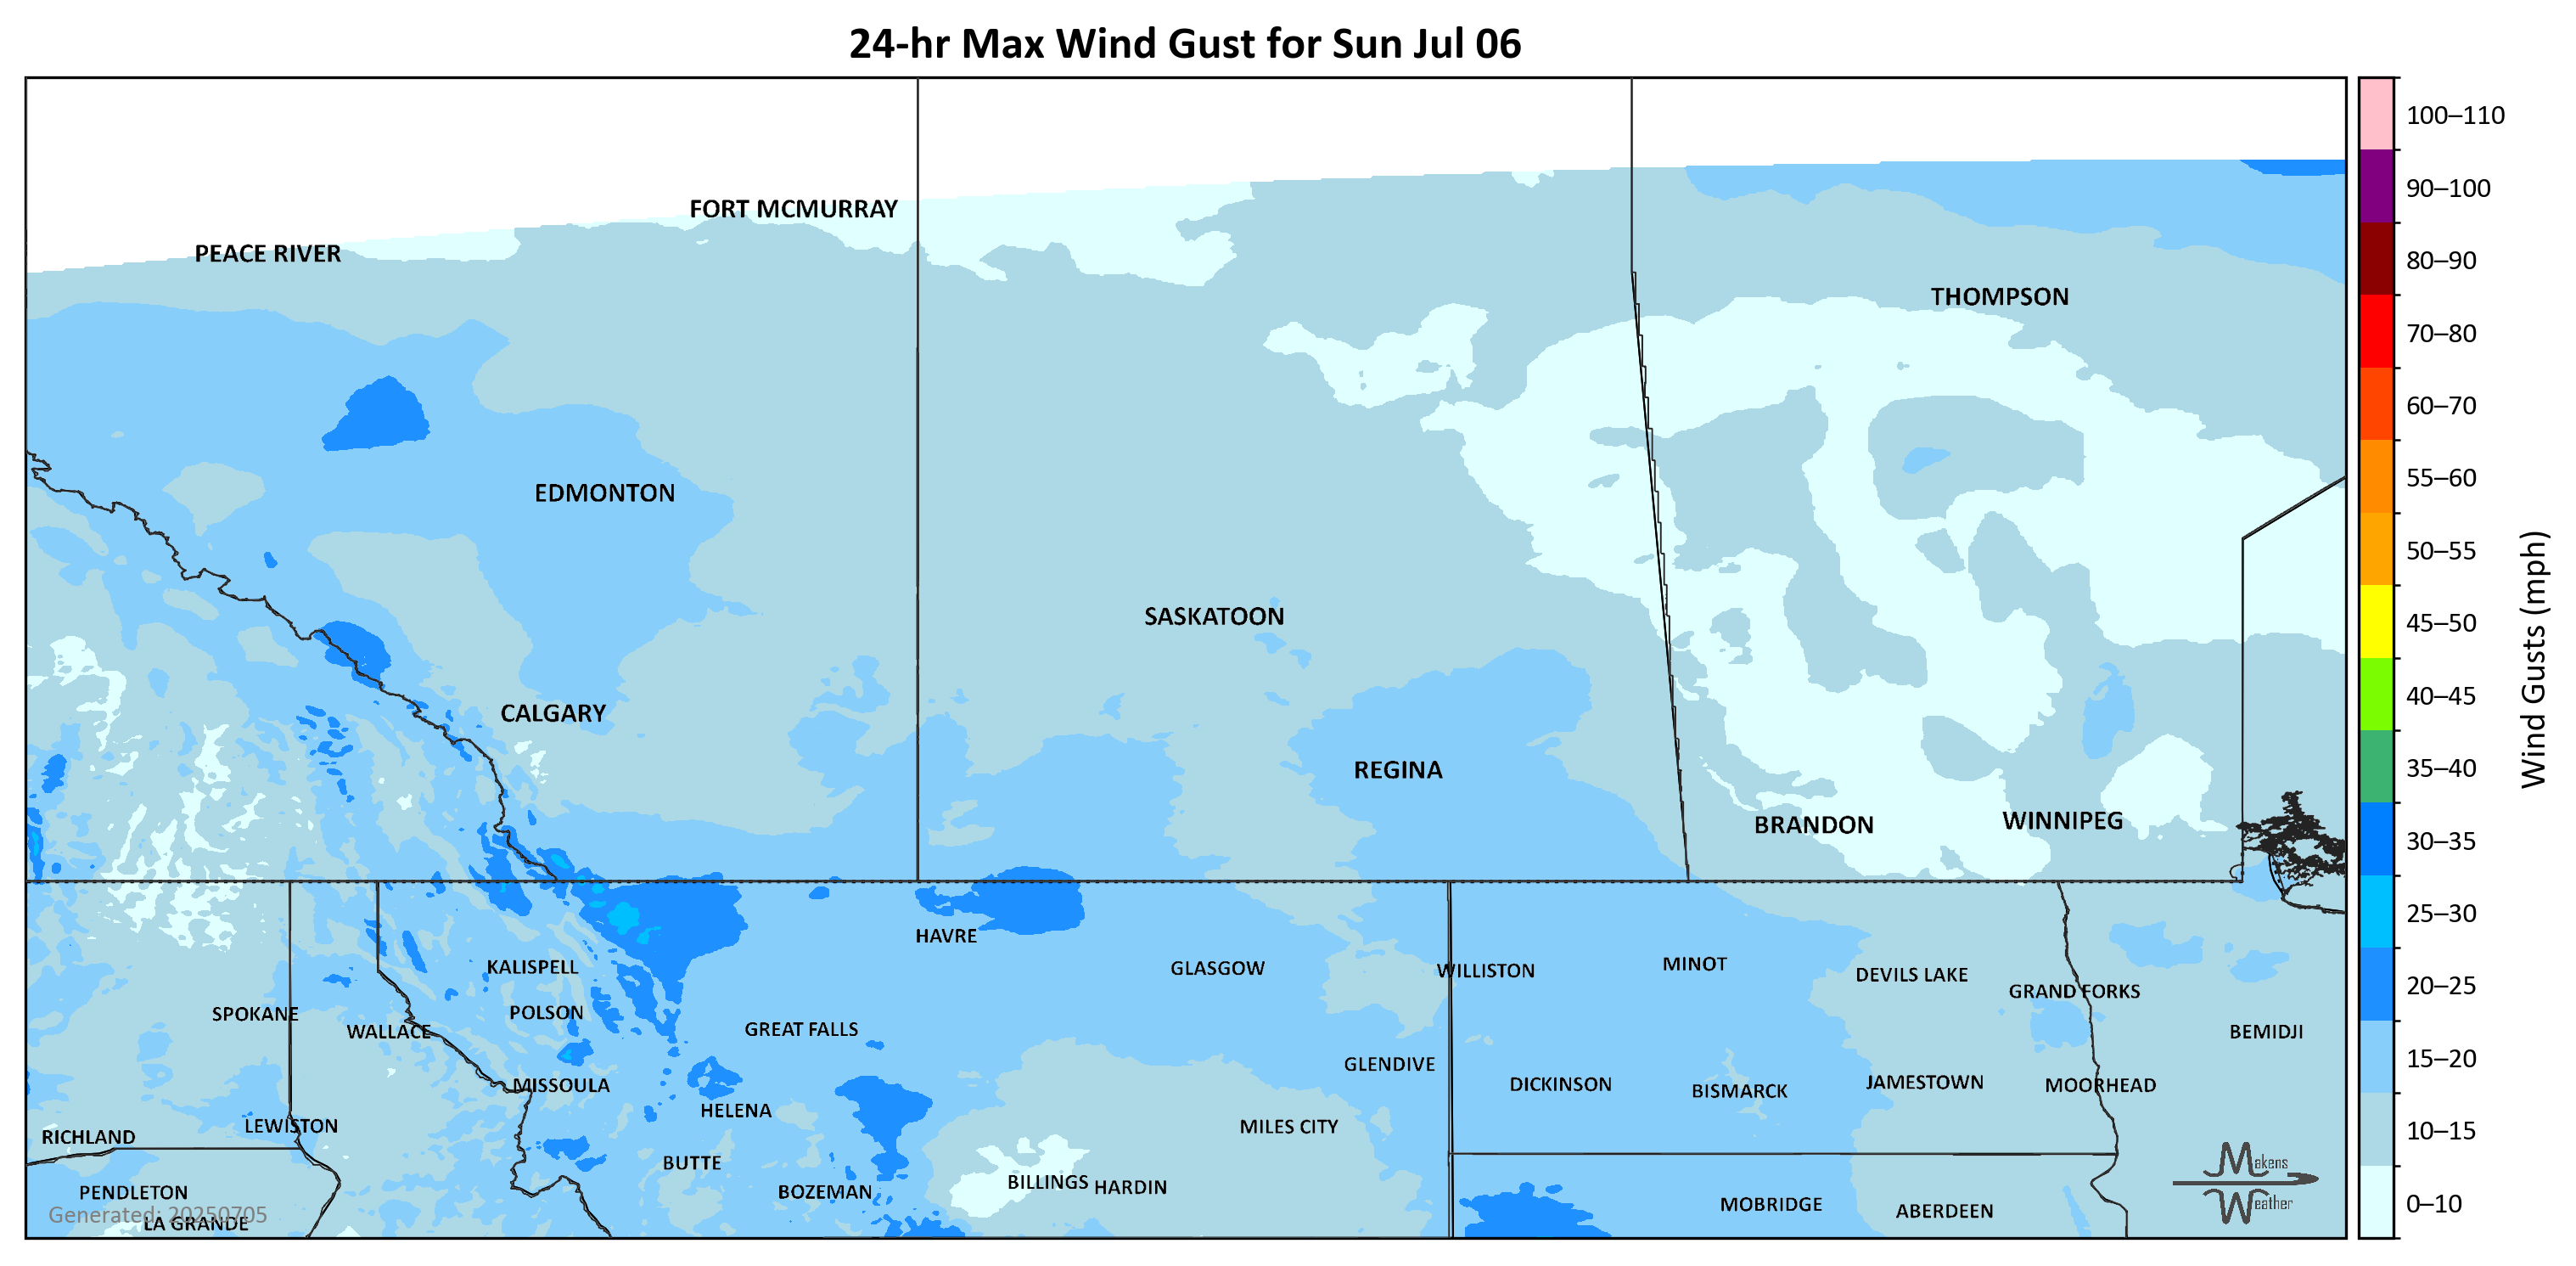 24-hr Max Wind Gust for Sun Jul 06
100–110
90–100
80–90
70–80
60–70
55–60
50–55
45–50
40–45
35–40
30–35
25–30
20–25
15–20
10–15
0–10
Wind Gusts (mph)
FORT MCMURRAY
PEACE RIVER
THOMPSON
EDMONTON
SASKATOON
CALGARY
REGINA
WINNIPEG
BRANDON
HAVRE
MINOT
KALISPELL
GLASGOW
WILLISTON
DEVILS LAKE
GRAND FORKS
POLSON
SPOKANE
GREAT FALLS
WALLACE
BEMIDJI
GLENDIVE
JAMESTOWN
DICKINSON
MISSOULA
MOORHEAD
BISMARCK
HELENA
LEWISTON
MILES CITY
RICHLAND
BUTTE
BILLINGS
HARDIN
PENDLETON
BOZEMAN
MOBRIDGE
ABERDEEN
Generated: 20250705
LA GRANDE
Makens
Weather